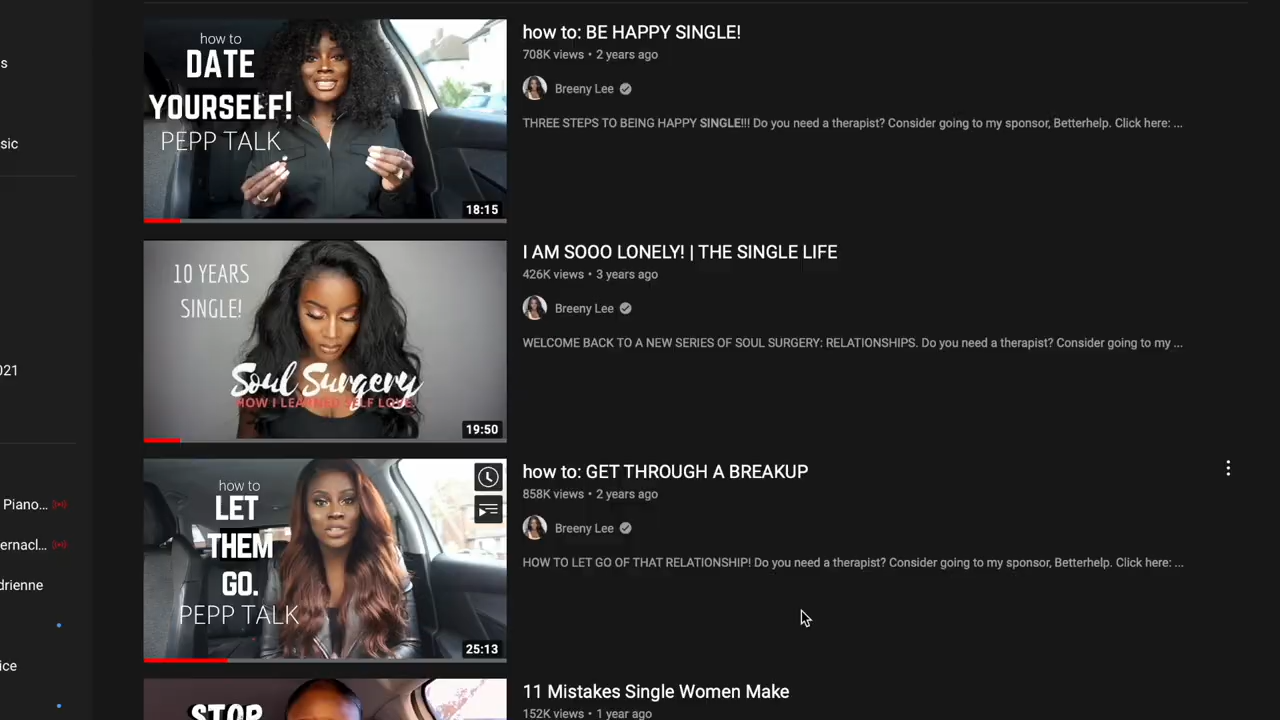 how to
DATE
YOURSELF!
PEPP TALK
18:15
how to: BE HAPPY SINGLE!
708K views • 2 years ago
Breeny Lee
THREE STEPS TO BEING HAPPY SINGLE!!! Do you need a therapist? Consider going to my sponsor, Betterhelp. Click here: ...
s
sic
10 YEARS
SINGLE!
Soul Surgery
HOW I LEARNED SELF LOVE
19:50
I AM SOOO LONELY! | THE SINGLE LIFE
426K views • 3 years ago
Breeny Lee
WELCOME BACK TO A NEW SERIES OF SOUL SURGERY: RELATIONSHIPS. Do you need a therapist? Consider going to my ...
021
how to
LET
THEM
GO.
PEPP TALK
25:13
how to: GET THROUGH A BREAKUP
858K views • 2 years ago
Breeny Lee
HOW TO LET GO OF THAT RELATIONSHIP! Do you need a therapist? Consider going to my sponsor, Betterhelp. Click here: ...
Piano...
ernacl...
drienne
ice
STOP
11 Mistakes Single Women Make
152K views • 1 year ago